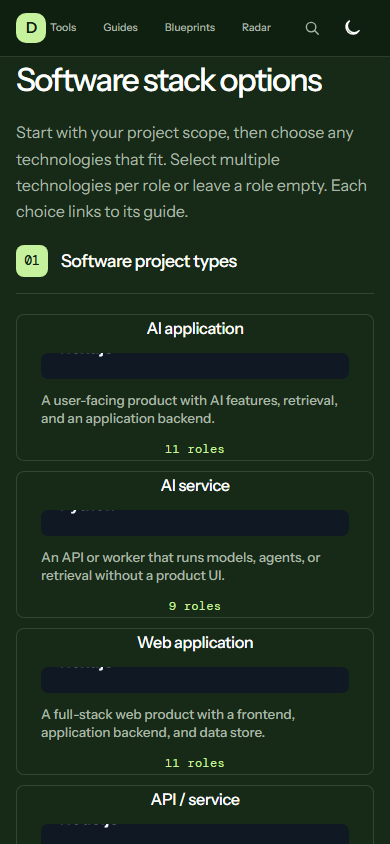 D Tools Guides Blueprints Radar
Software stack options
Start with your project scope, then choose any
technologies that fit. Select multiple
technologies per role or leave a role empty. Each
choice links to its guide.
01 Software project types
AI application
A user-facing product with AI features, retrieval,
and an application backend.
11 roles
AI service
An API or worker that runs models, agents, or
retrieval without a product UI.
9 roles
Web application
A full-stack web product with a frontend,
application backend, and data store.
11 roles
API / service